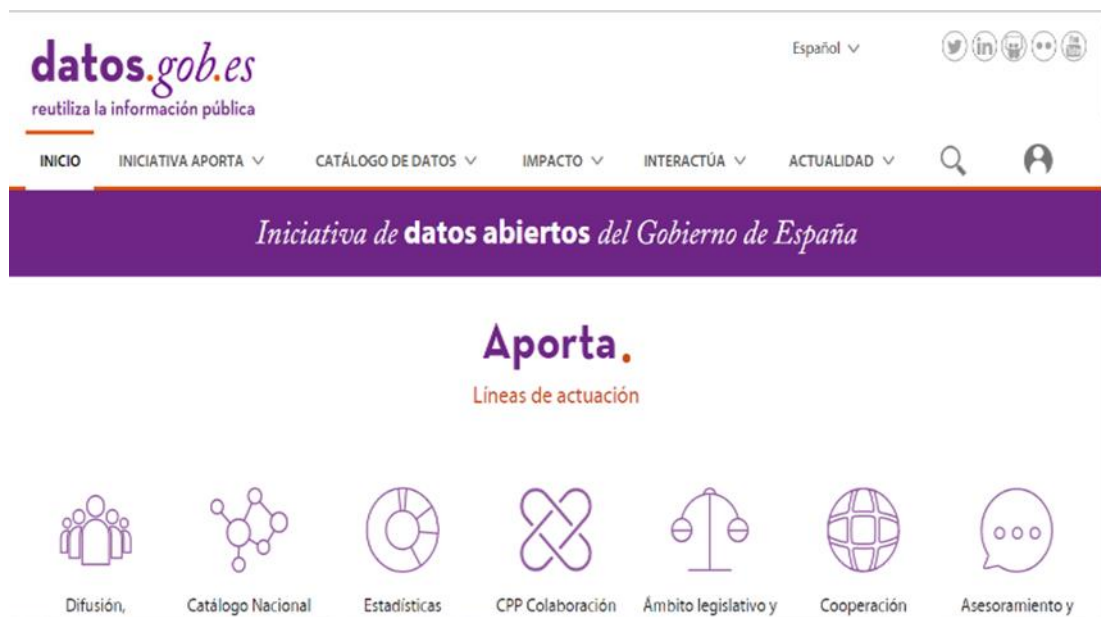 Español
datos.gob.es
reutiliza la información pública
INICIO INICIATIVA APORTA CATÁLOGO DE DATOS IMPACTO INTERACTÚA ACTUALIDAD
Iniciativa de datos abiertos del Gobierno de España
Aporta.
Líneas de actuación
Difusión, Catálogo Nacional Estadísticas CPP Colaboración Ámbito legislativo y Cooperación Asesoramiento y